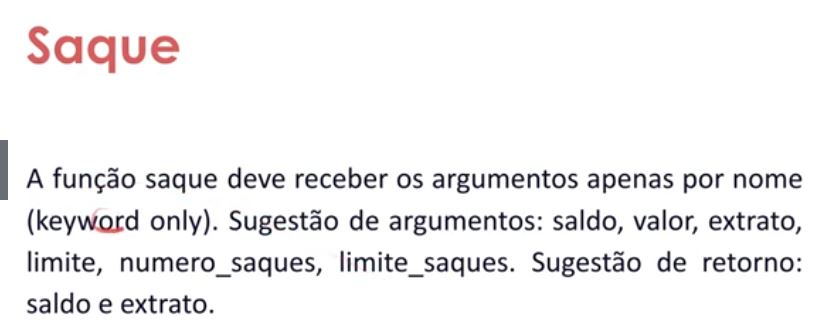 Saque
A função saque deve receber os argumentos apenas por nome
(keyword only). Sugestão de argumentos: saldo, valor, extrato,
limite, numero_saques, limite_saques. Sugestão de retorno:
saldo e extrato.